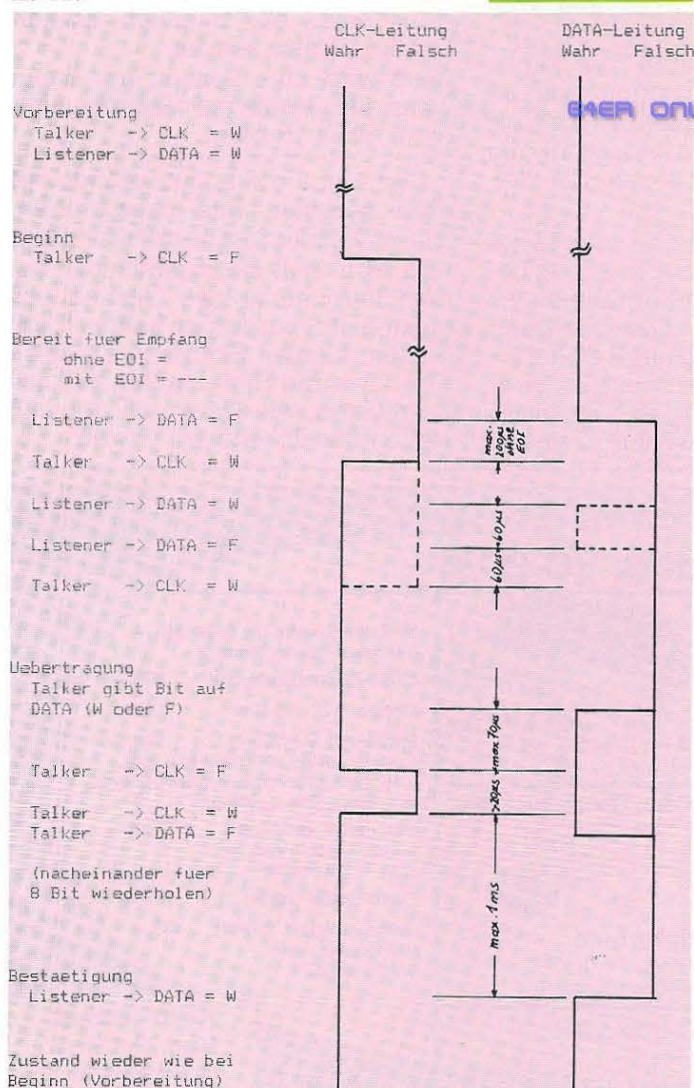 CLK-Leitung DATA-Leitung
Wahr Falsch Wahr Falsch
64ER ONL
Vorbereitung
Talker -> CLK = W
Listener -> DATA = W
Beginn
Talker -> CLK = F
Bereit fuer Empfang
ohne EOI =
mit EOI = ---
Listener -> DATA = F
max. 200µs ohne EOI
Talker -> CLK = W
Listener -> DATA = W
Listener -> DATA = F
60µs
60µs
Talker -> CLK = W
Uebertragung
Talker gibt Bit auf
DATA (W oder F)
>20µs
max 70µs
Talker -> CLK = F
Talker -> CLK = W
Talker -> DATA = F
(nacheinander fuer
8 Bit wiederholen)
max. 1ms
Bestaetigung
Listener -> DATA = W
Zustand wieder wie bei
Beginn (Vorbereitung)